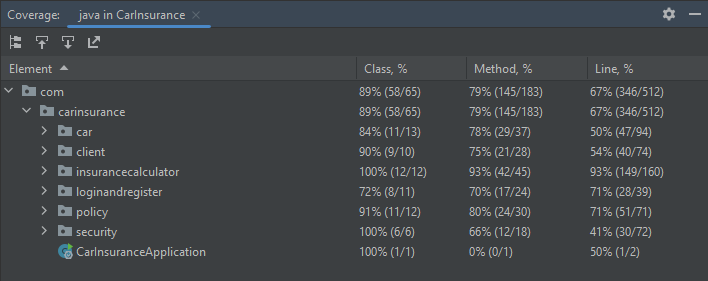 Coverage: java in CarInsurance
Element Class, % Method, % Line, %
com 89% (58/65) 79% (145/183) 67% (346/512)
carinsurance 89% (58/65) 79% (145/183) 67% (346/512)
car 84% (11/13) 78% (29/37) 50% (47/94)
client 90% (9/10) 75% (21/28) 54% (40/74)
insurancecalculator 100% (12/12) 93% (42/45) 93% (149/160)
loginandregister 72% (8/11) 70% (17/24) 71% (28/39)
policy 91% (11/12) 80% (24/30) 71% (51/71)
security 100% (6/6) 66% (12/18) 41% (30/72)
CarInsuranceApplication 100% (1/1) 0% (0/1) 50% (1/2)